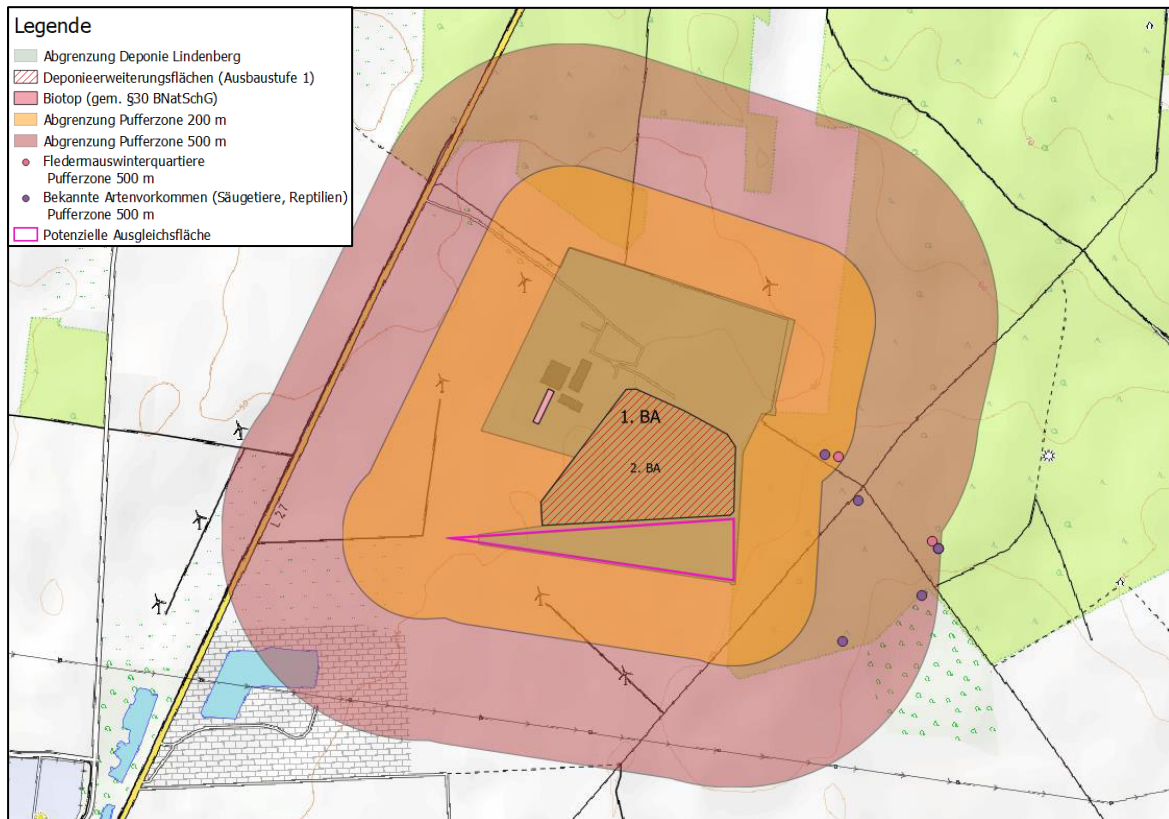 Legende
Abgrenzung Deponie Lindenberg
Deponieerweiterungsflächen (Ausbaustufe 1)
Biotop (gem. §30 BNatSchG)
Abgrenzung Pufferzone 200 m
Abgrenzung Pufferzone 500 m
Fledermauswinterquartiere
Pufferzone 500 m
Bekannte Artenvorkommen (Säugetiere, Reptilien)
Pufferzone 500 m
Potenzielle Ausgleichsfläche
1. BA
2. BA
L 27